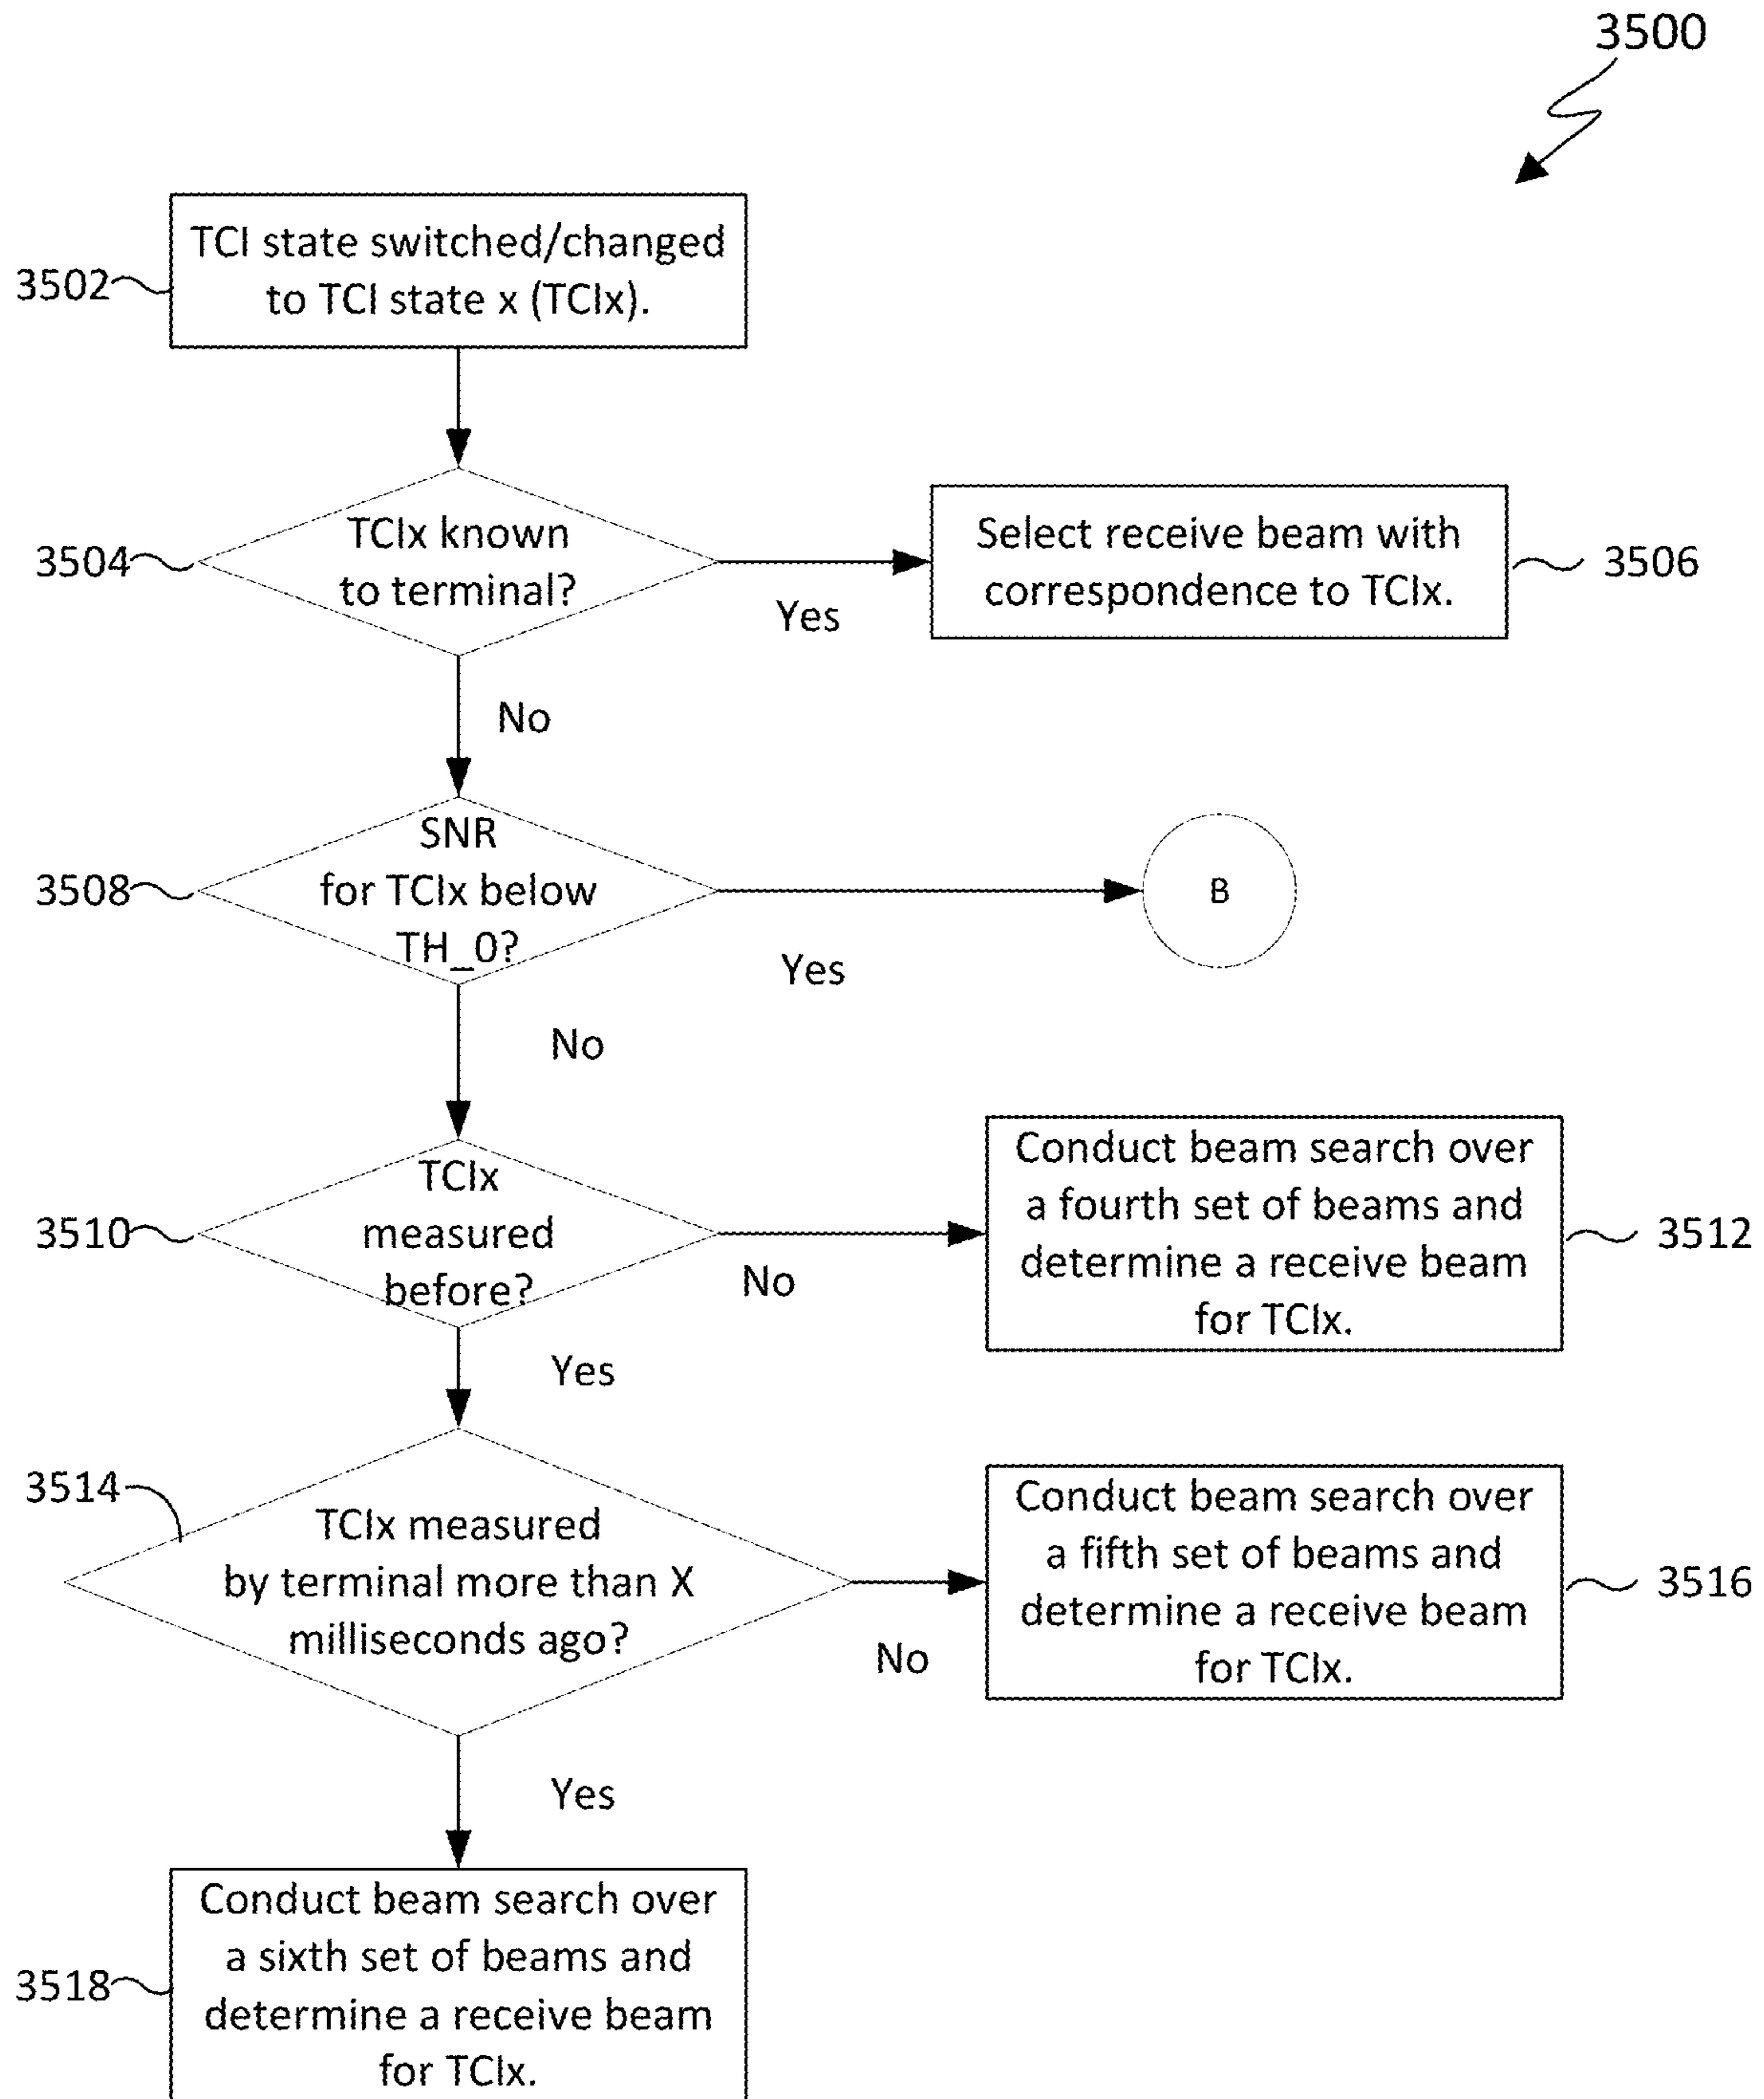 3500
3502
TCI state switched/changed
to TCI state x (TCIx).
3504
TCIx known
to terminal?
Yes
Select receive beam with
correspondence to TCIx.
3506
No
3508
SNR
for TCIx below
TH_0?
Yes
B
No
3510
TCIx
measured
before?
No
Conduct beam search over
a fourth set of beams and
determine a receive beam
for TCIx.
3512
Yes
3514
TCIx measured
by terminal more than X
milliseconds ago?
No
Conduct beam search over
a fifth set of beams and
determine a receive beam
for TCIx.
3516
Yes
3518
Conduct beam search over
a sixth set of beams and
determine a receive beam
for TCIx.